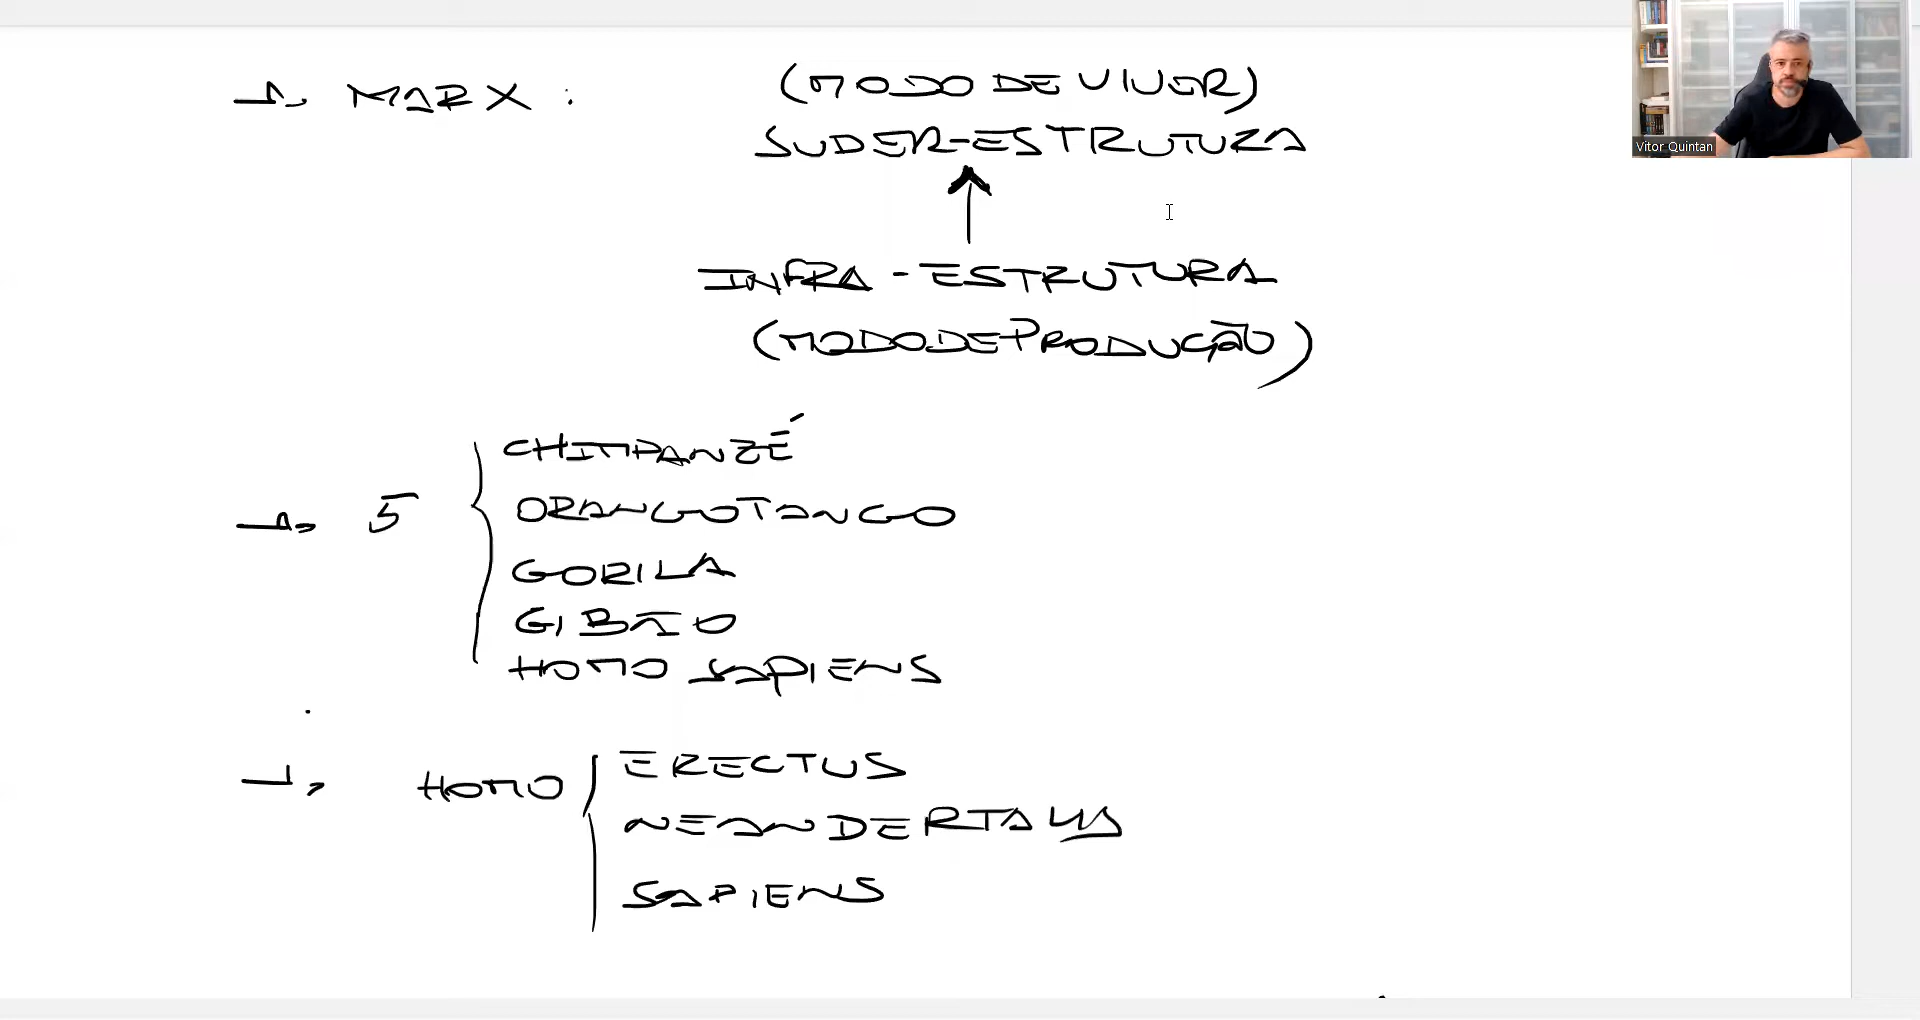 → MARX:
(MODO DE VIVER)
SUPER-ESTRUTURA
↑
INFRA-ESTRUTURA
(MODO DE PRODUÇÃO)
→ 5 { CHIMPANZÉ
ORANGOTANGO
GORILA
GIBÃO
HOMO SAPIENS
→ HOMO { ERECTUS
NEANDERTALIS
SAPIENS
Vitor Quintan